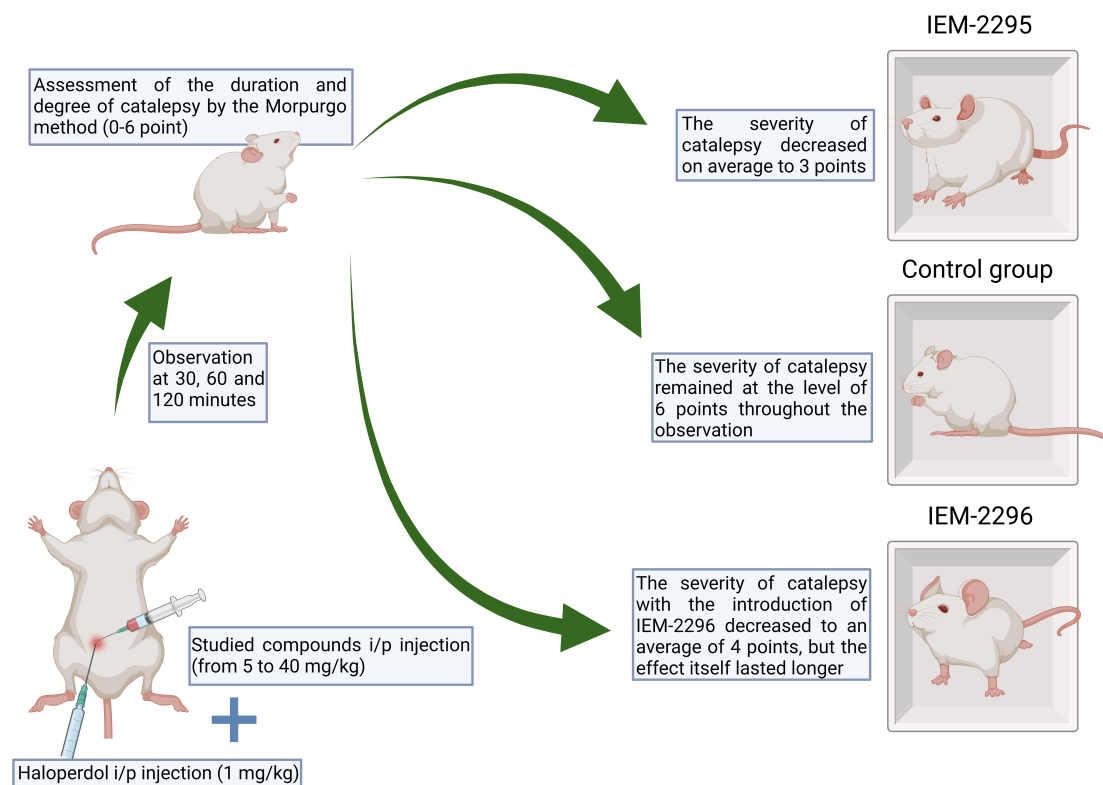 IEM-2295
Assessment of the duration and
degree of catalepsy by the Morpurgo
method (0-6 point)
The severity of
catalepsy decreased
on average to 3 points
Control group
Observation
at 30, 60 and
120 minutes
The severity of catalepsy
remained at the level of
6 points throughout the
observation
IEM-2296
The severity of catalepsy
with the introduction of
IEM-2296 decreased to an
average of 4 points, but the
effect itself lasted longer
Studied compounds i/p injection
(from 5 to 40 mg/kg)
Haloperdol i/p injection (1 mg/kg)